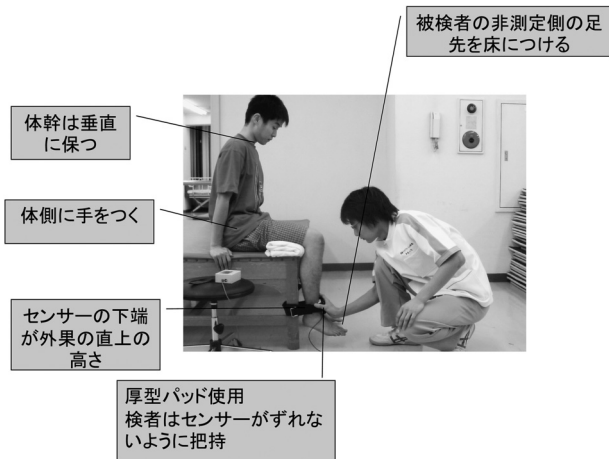 被検者の非測定側の足
先を床につける
体幹は垂直
に保つ
体側に手をつく
センサーの下端
が外果の直上の
高さ
厚型パッド使用
検者はセンサーがずれな
いように把持